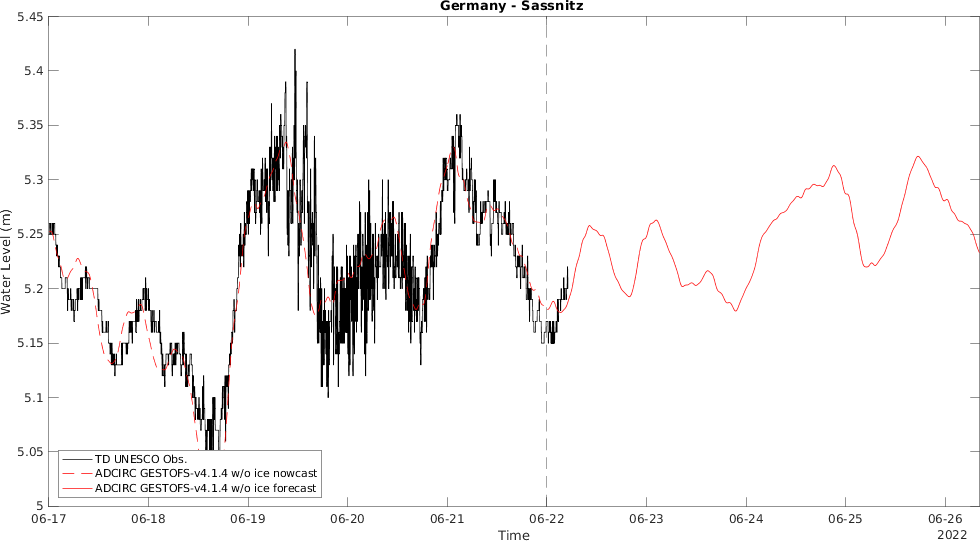 Germany - Sassnitz
5.45
5.4
5.35
5.3
5.25
5.2
5.15
5.1
5.05
5
Water Level (m)
TD UNESCO Obs.
ADCIRC GESTOFS-v4.1.4 w/o ice nowcast
ADCIRC GESTOFS-v4.1.4 w/o ice forecast
06-17 06-18 06-19 06-20 06-21 06-22 06-23 06-24 06-25 06-26
Time
2022